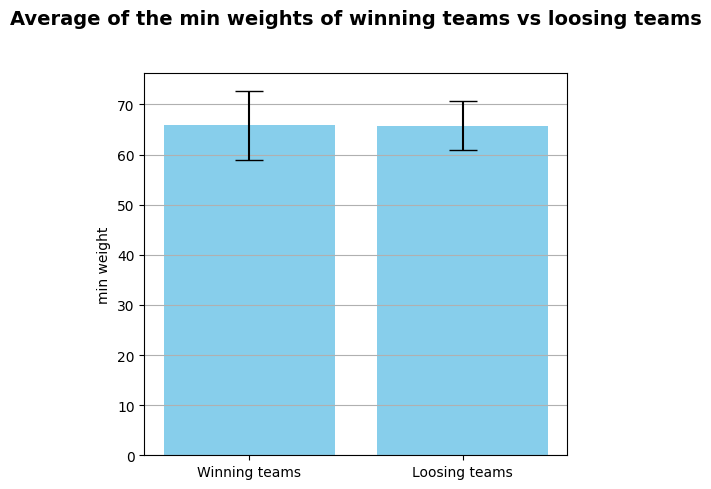 Average of the min weights of winning teams vs loosing teams
min weight
70
60
50
40
30
20
10
0
Winning teams
Loosing teams